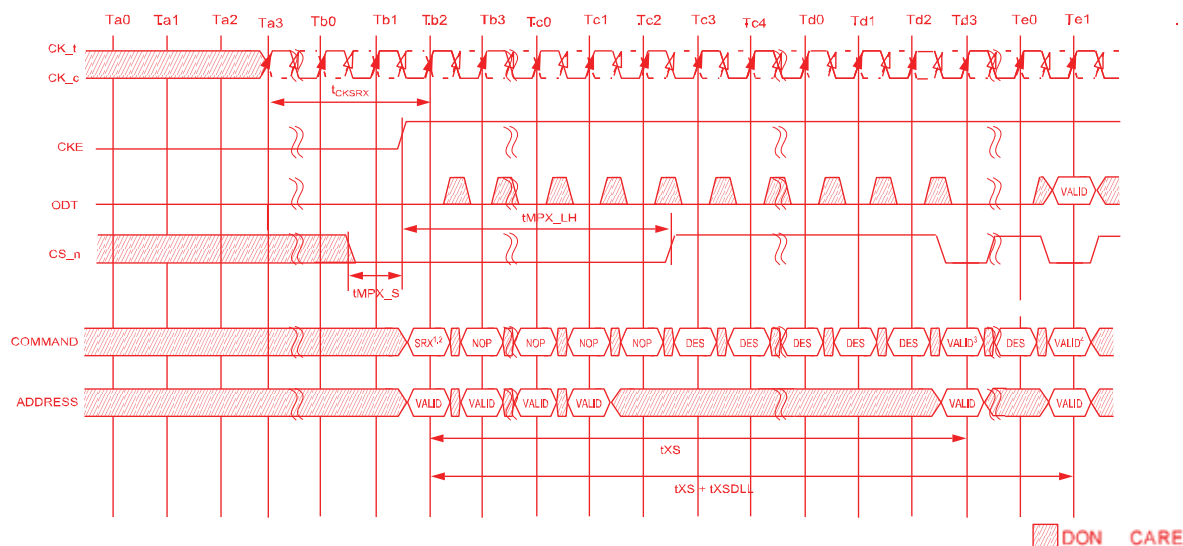 Ta0 Ta1 Ta2 Ta3 Tb0 Tb1 Tb2 Tb3 Tc0 Tc1 Tc2 Tc3 Tc4 Td0 Td1 Td2 Td3 Te0 Te1
CK_t
CK_c
tCKSRX
CKE
ODT
VALID
tMPX_LH
CS_n
tMPX_S
COMMAND
SRX1,2 NOP NOP NOP NOP DES DES DES DES DES VALID3 DES VALID4
ADDRESS
VALID VALID VALID VALID VALID VALID
tXS
tXS + tXSDLL
DON CARE